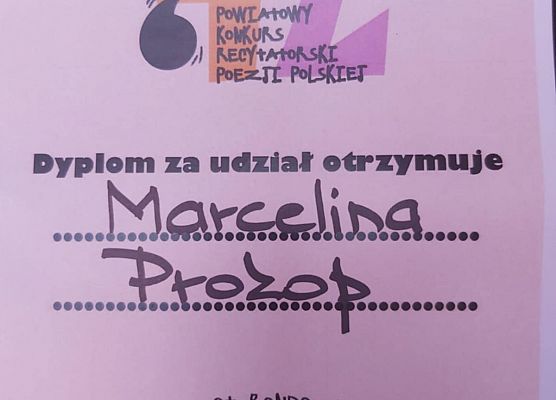 POWIATOWY
KONKURS
RECYTATORSKI
POEZJI POLSKIEJ
Dyplom za udział otrzymuje
Marcelina
Prożop